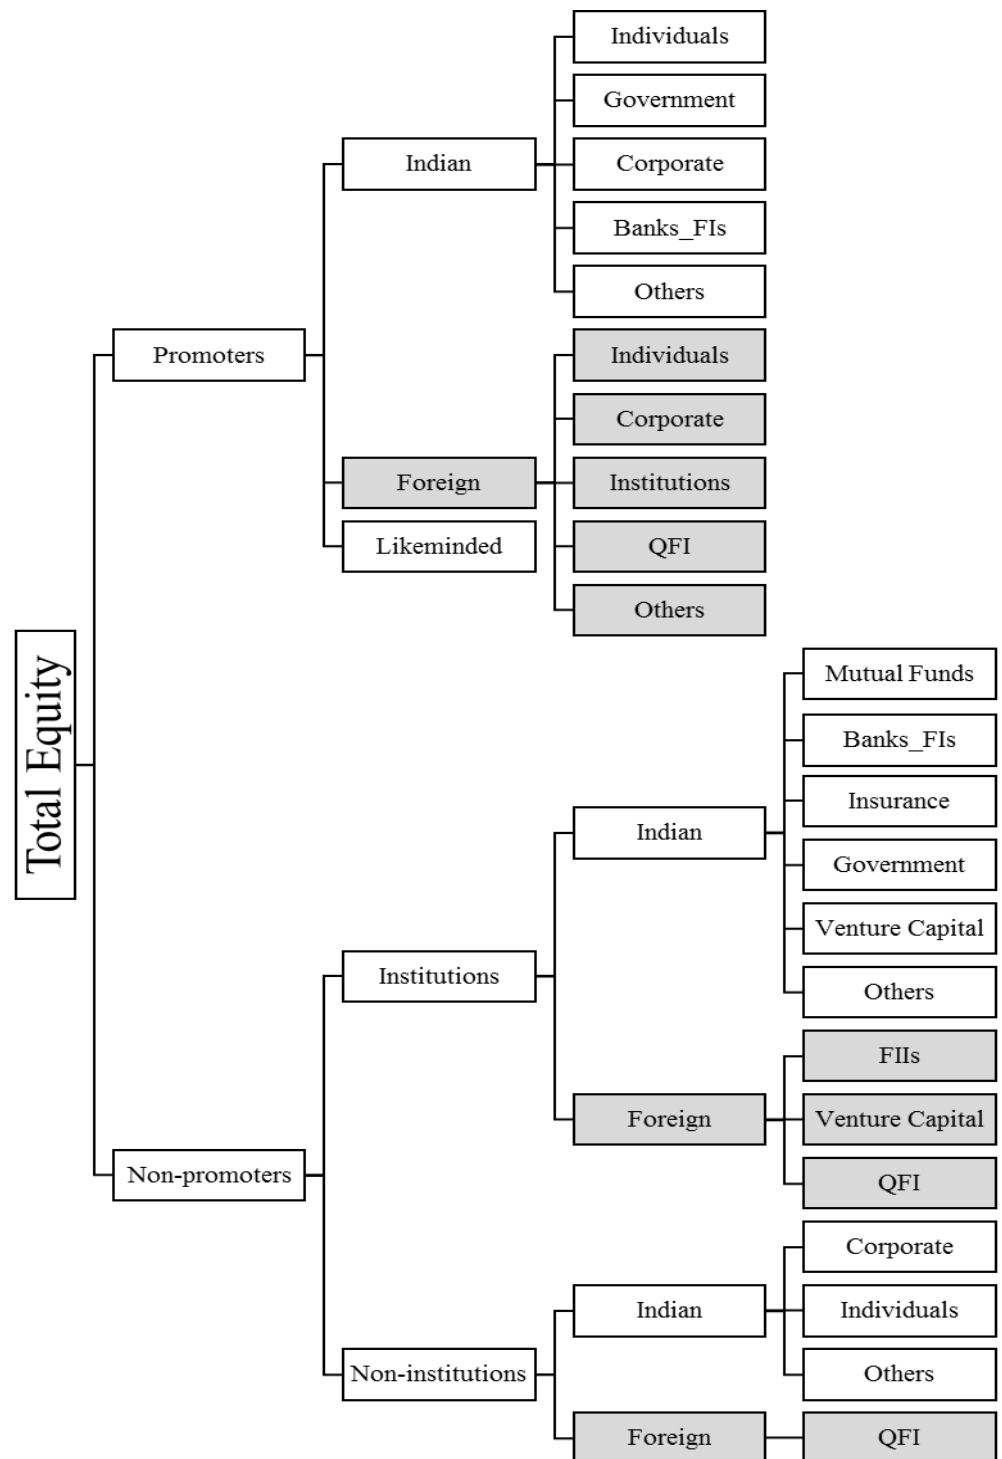 Total Equity
Promoters
Indian
Individuals
Government
Corporate
Banks_FIs
Others
Foreign
Individuals
Corporate
Institutions
QFI
Others
Likeminded
Non-promoters
Institutions
Indian
Mutual Funds
Banks_FIs
Insurance
Government
Venture Capital
Others
Foreign
FIIs
Venture Capital
QFI
Non-institutions
Indian
Corporate
Individuals
Others
Foreign
QFI